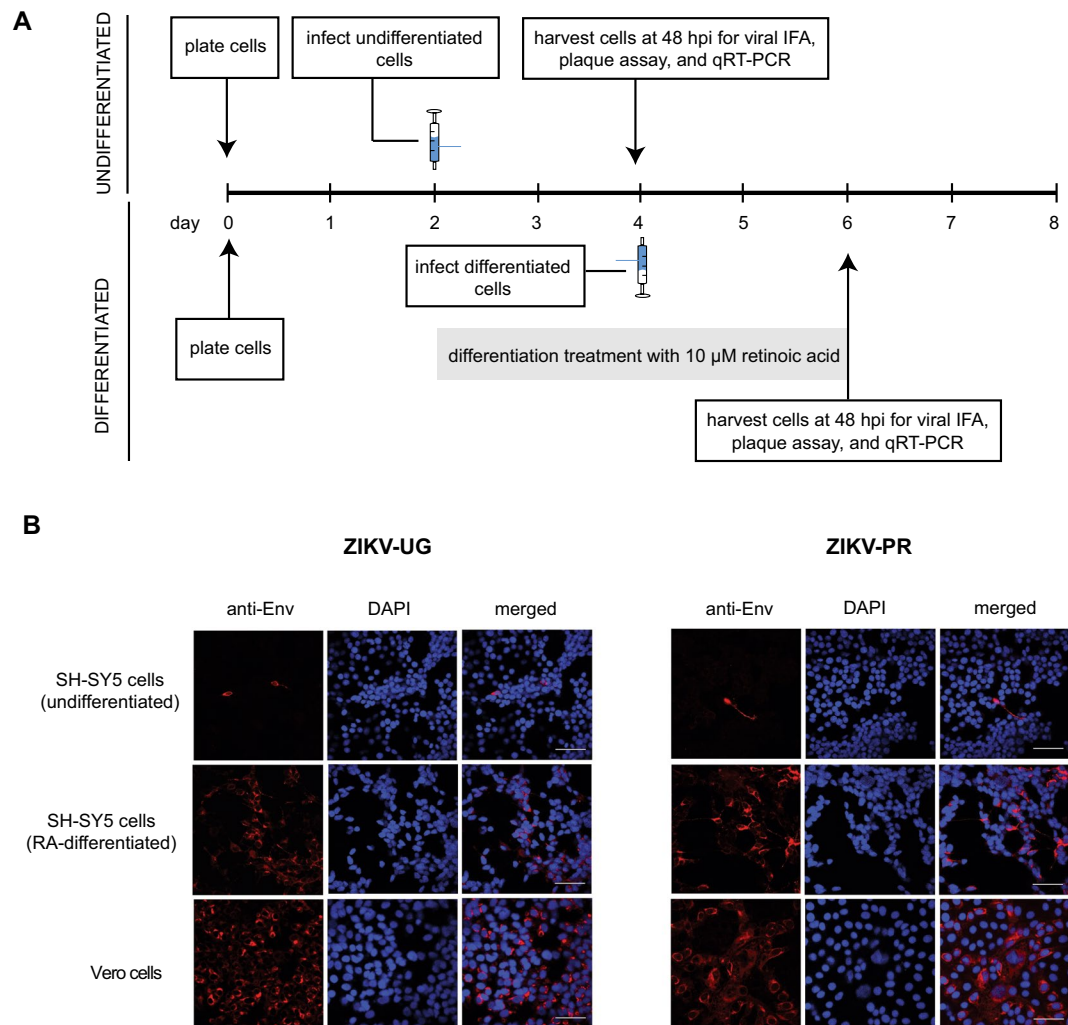 A
UNDIFFERENTIATED
plate cells
infect undifferentiated
cells
harvest cells at 48 hpi for viral IFA,
plaque assay, and qRT-PCR
day 0 1 2 3 4 5 6 7 8
DIFFERENTIATED
infect differentiated
cells
plate cells
differentiation treatment with 10 µM retinoic acid
harvest cells at 48 hpi for viral IFA,
plaque assay, and qRT-PCR
B
ZIKV-UG ZIKV-PR
anti-Env DAPI merged anti-Env DAPI merged
SH-SY5 cells
(undifferentiated)
SH-SY5 cells
(RA-differentiated)
Vero cells